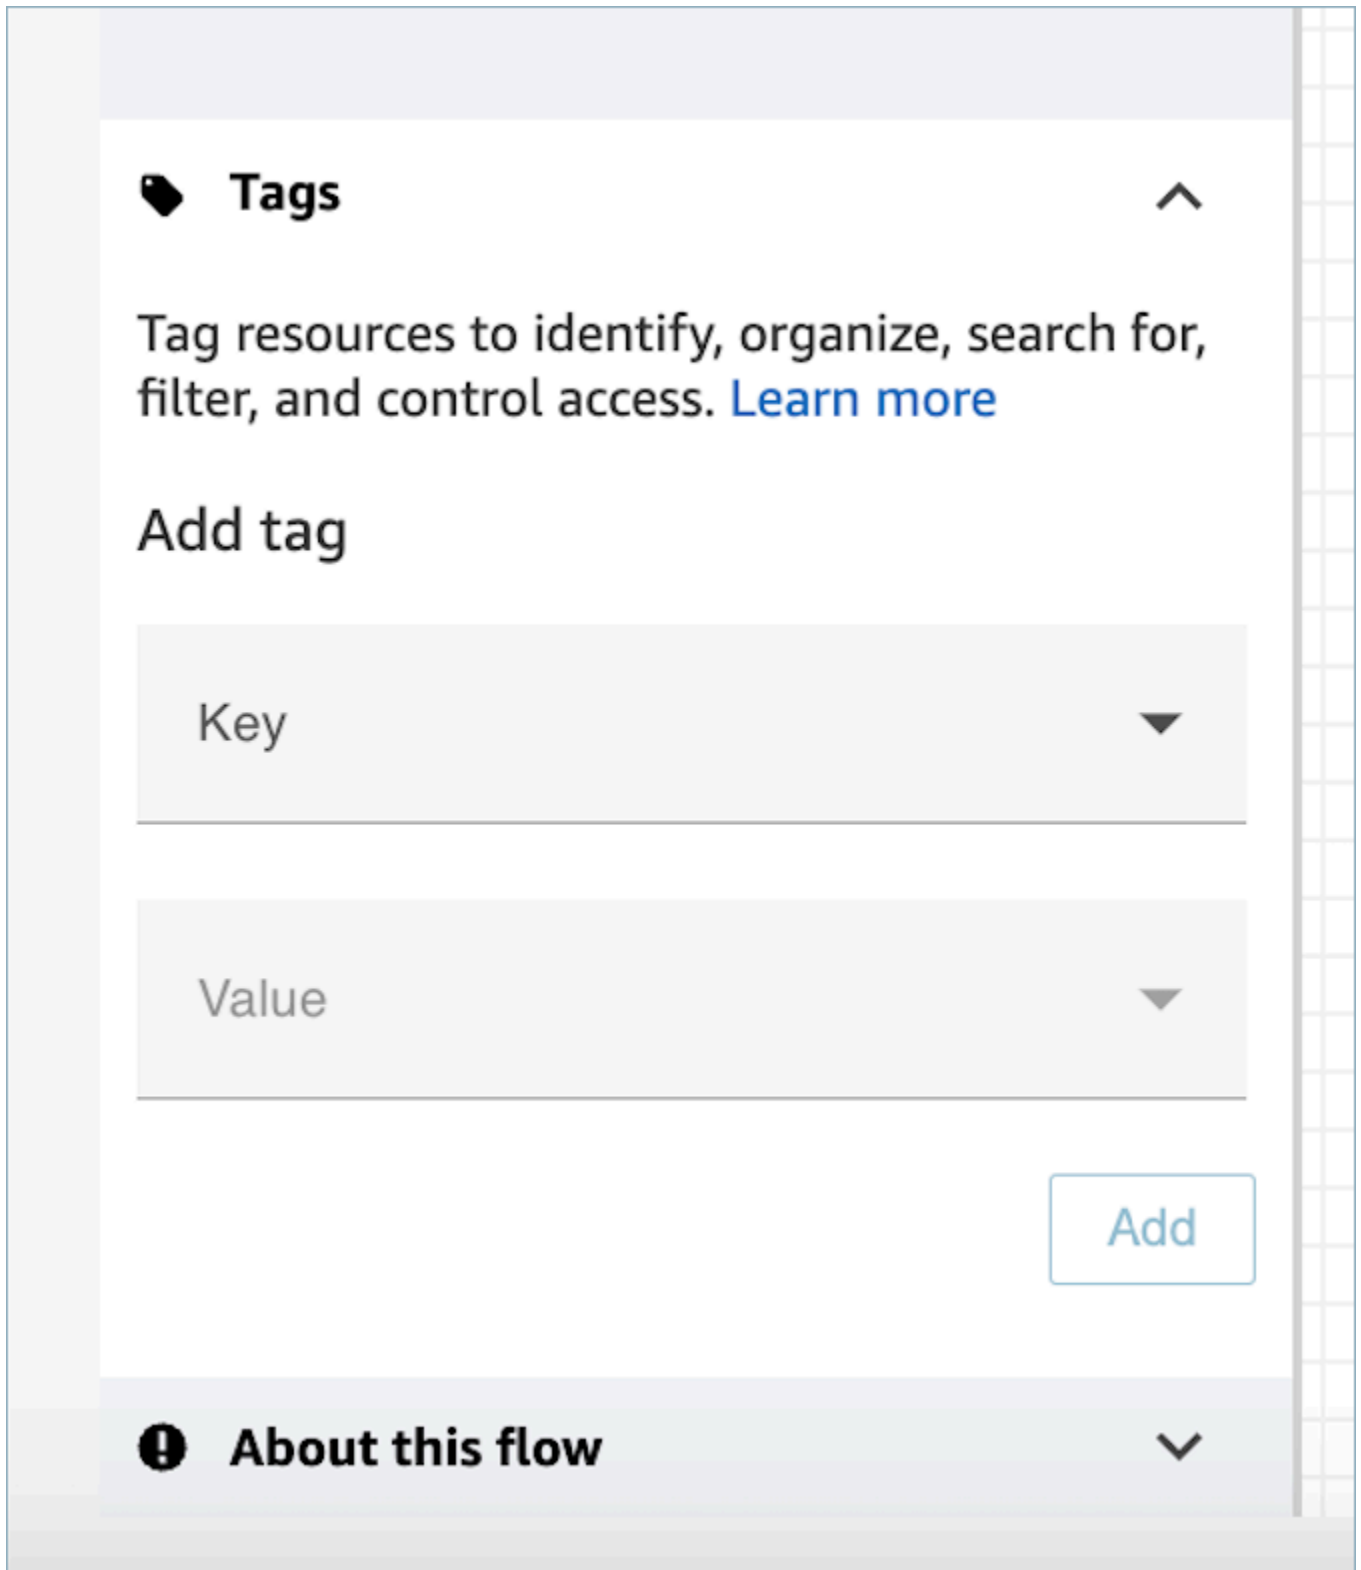 Tags
Tag resources to identify, organize, search for,
filter, and control access. Learn more
Add tag
Key
Value
Add
About this flow